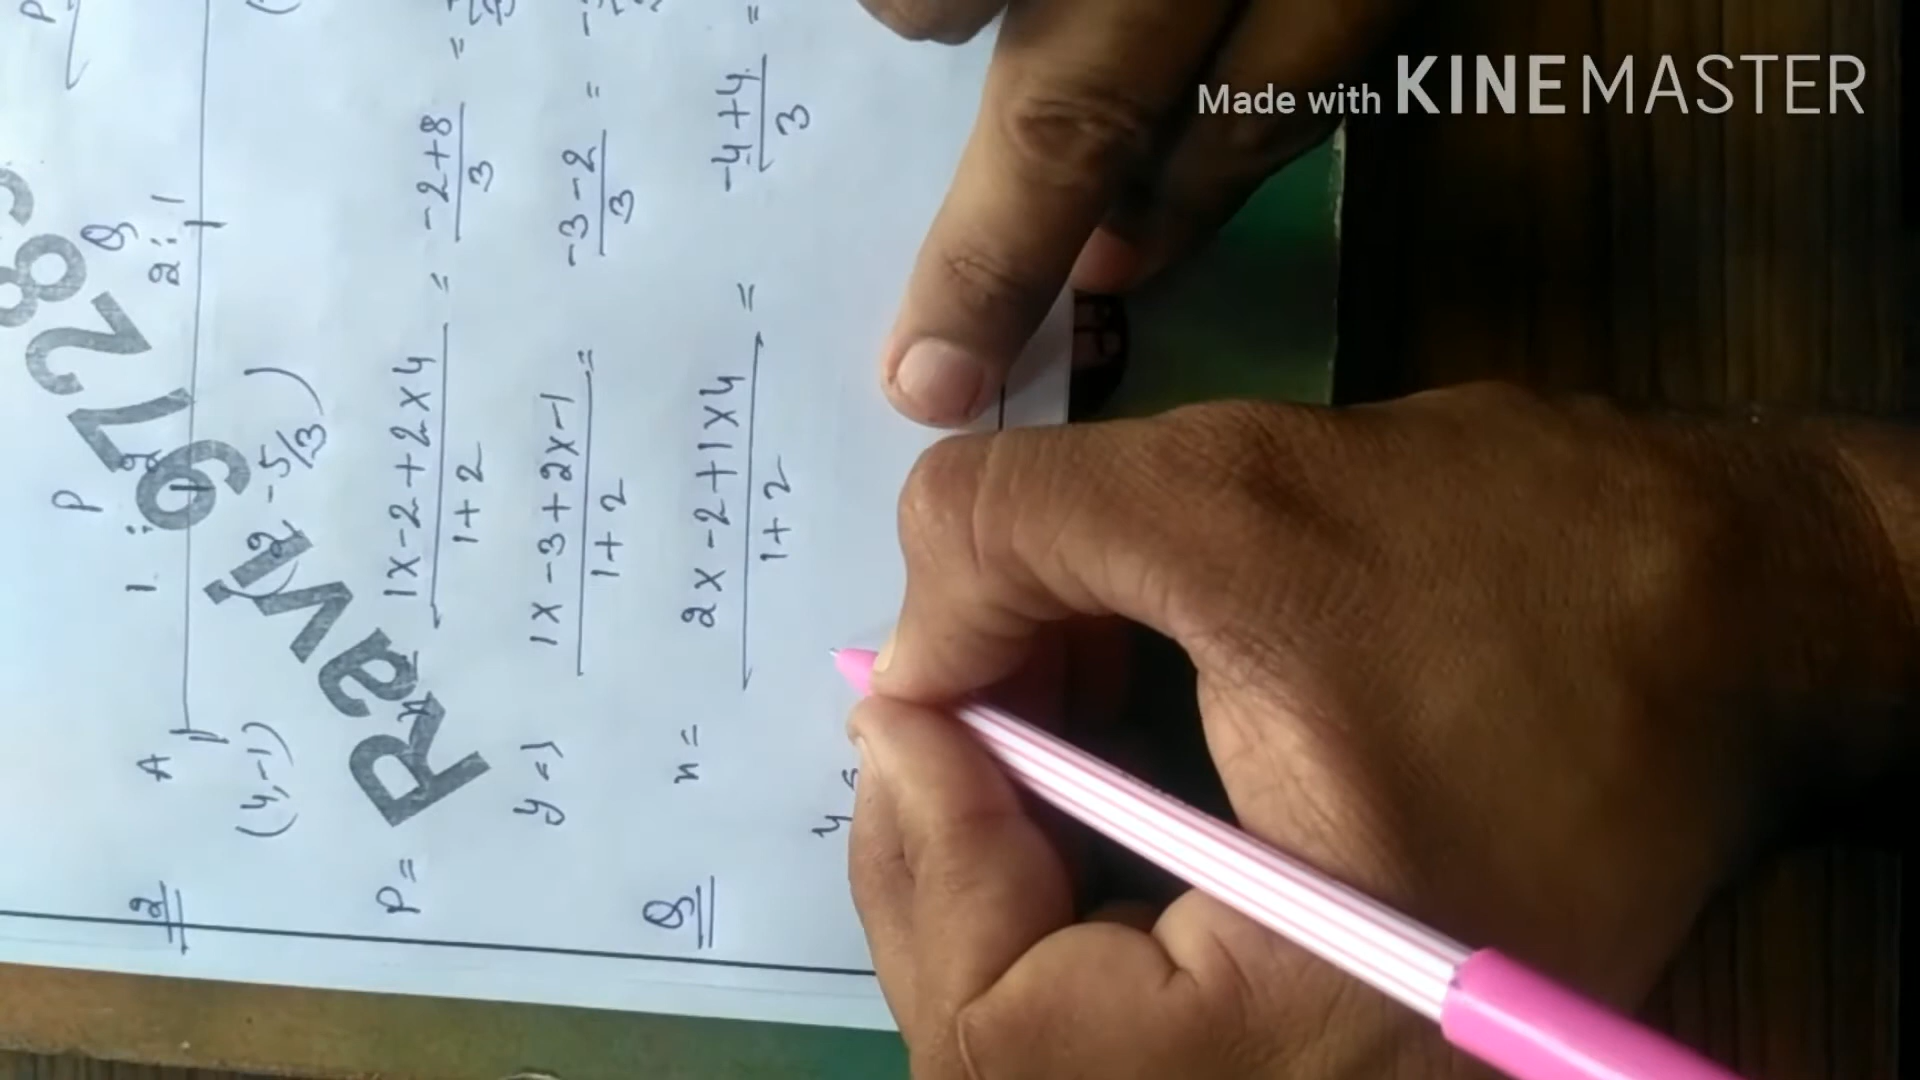 Made with KINEMASTER
P Q
2 A 1 : 2 2 : 1
(4,-1) (2 -5/3)
P = x = 1x-2+2x4/1+2 = -2+8/3 =
y => 1x-3+2x-1/1+2 = -3-2/3 =
Q x = 2x-2+1x4/1+2 = -4+4/3 =
y =
Ravi 9728